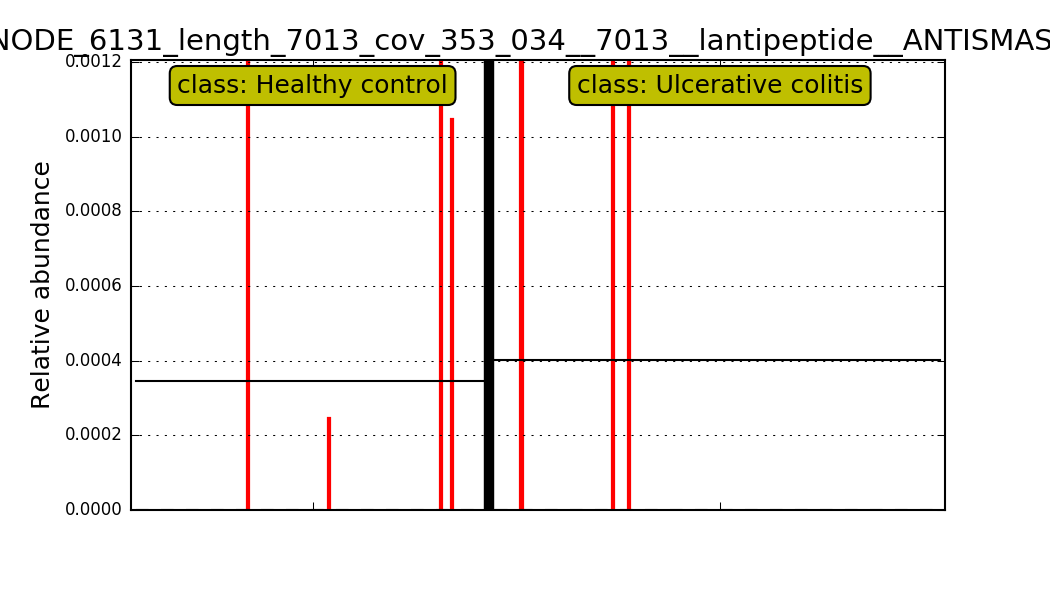 NODE_6131_length_7013_cov_353_034__7013__lantipeptide__ANTISMAS
class: Healthy control
class: Ulcerative colitis
Relative abundance
0.0012
0.0010
0.0008
0.0006
0.0004
0.0002
0.0000